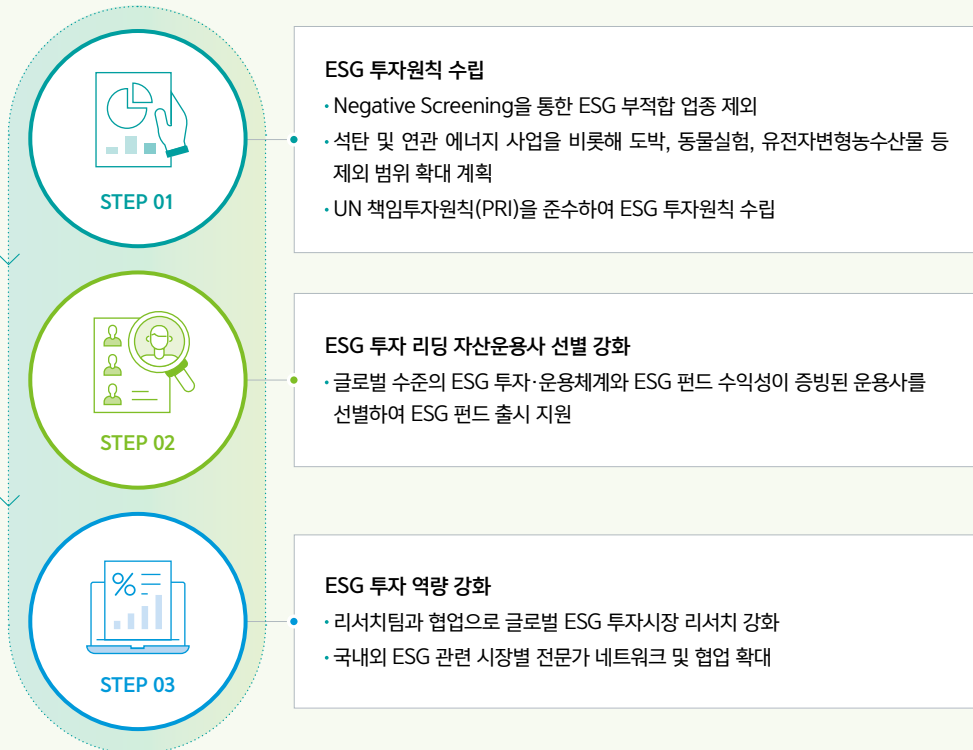 STEP 01
ESG 투자원칙 수립
· Negative Screening을 통한 ESG 부적합 업종 제외
· 석탄 및 연관 에너지 사업을 비롯해 도박, 동물실험, 유전자변형농수산물 등
제외 범위 확대 계획
· UN 책임투자원칙(PRI)을 준수하여 ESG 투자원칙 수립
STEP 02
ESG 투자 리딩 자산운용사 선별 강화
· 글로벌 수준의 ESG 투자·운용체계와 ESG 펀드 수익성이 증빙된 운용사를
선별하여 ESG 펀드 출시 지원
%
STEP 03
ESG 투자 역량 강화
· 리서치팀과 협업으로 글로벌 ESG 투자시장 리서치 강화
· 국내외 ESG 관련 시장별 전문가 네트워크 및 협업 확대